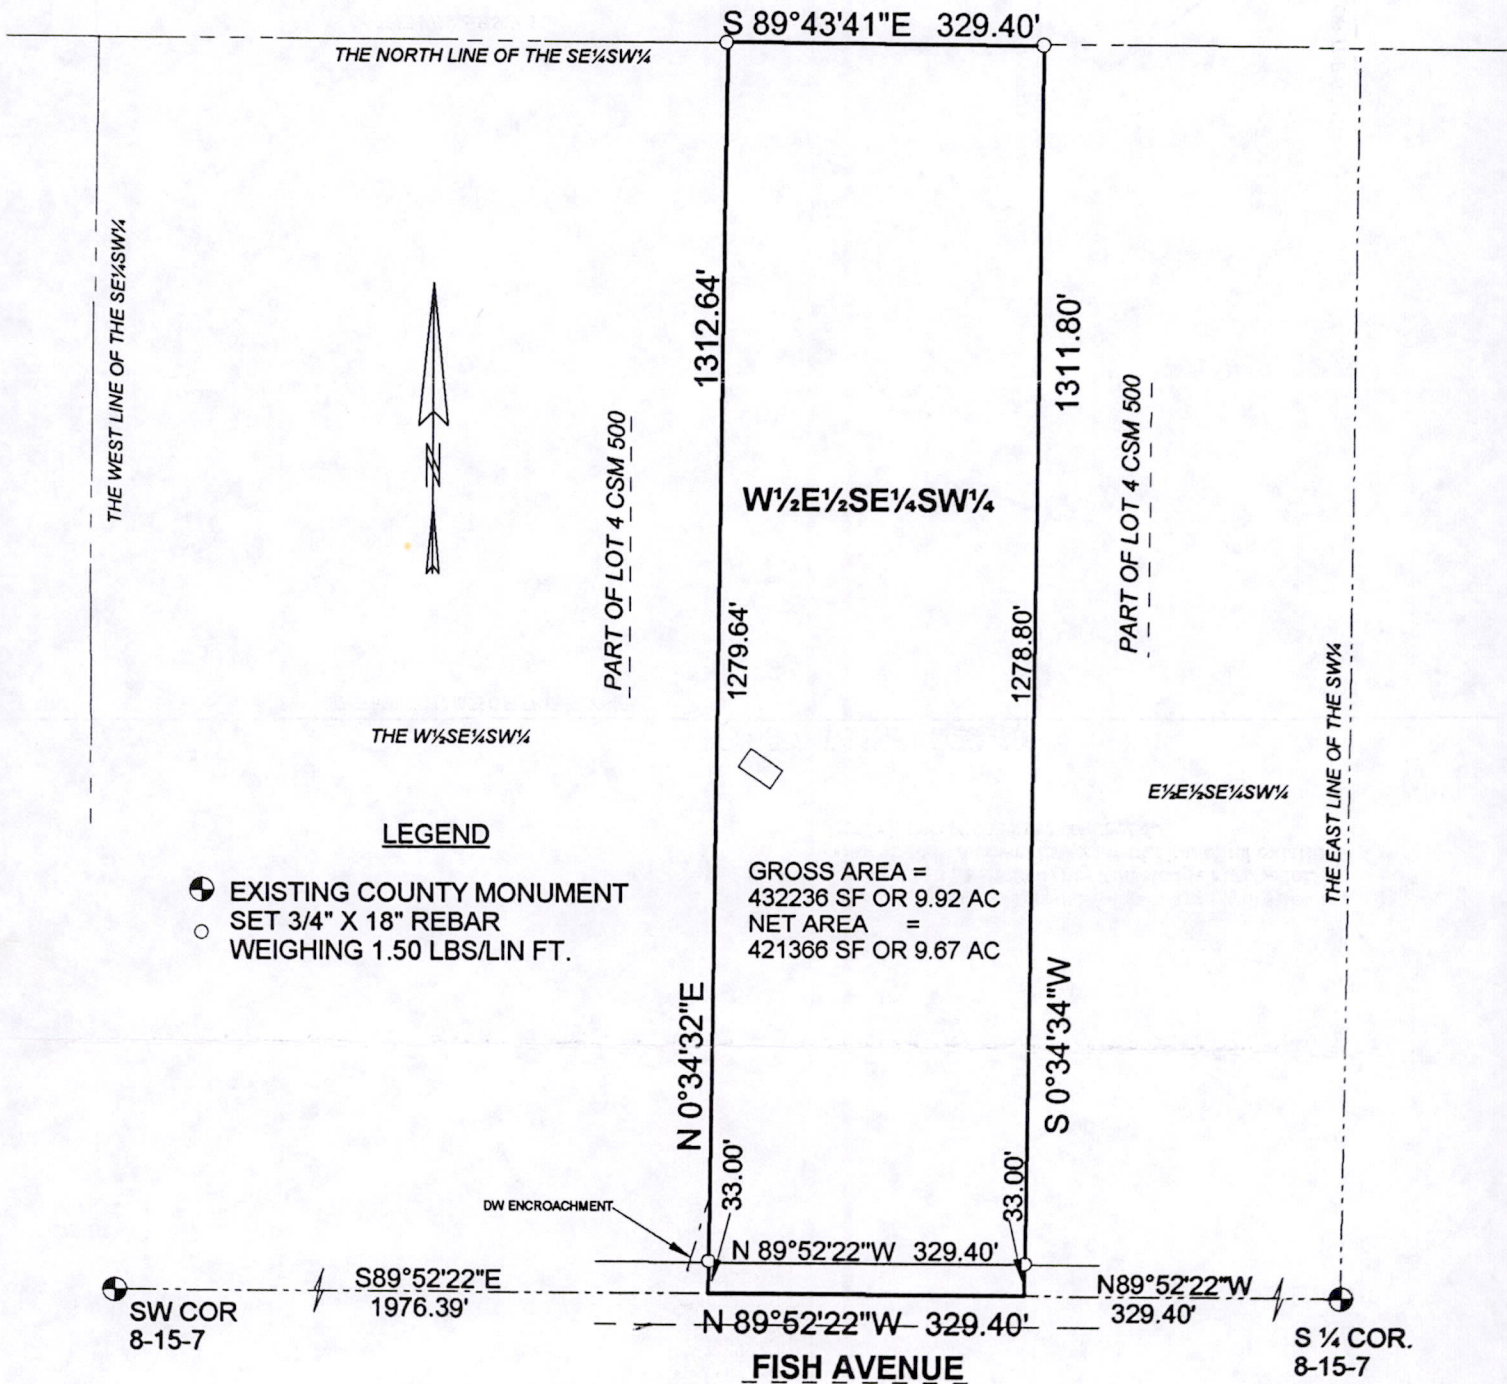 S 89°43'41"E 329.40'
THE NORTH LINE OF THE SE¼SW¼
THE WEST LINE OF THE SE¼SW¼
1312.64'
1311.80'
PART OF LOT 4 CSM 500
PART OF LOT 4 CSM 500
N
W½E½SE¼SW¼
1279.64'
1278.80'
THE W½SE¼SW¼
E½E½SE¼SW¼
THE EAST LINE OF THE SW¼
LEGEND
EXISTING COUNTY MONUMENT
SET 3/4" X 18" REBAR
WEIGHING 1.50 LBS/LIN FT.
GROSS AREA =
432236 SF OR 9.92 AC
NET AREA =
421366 SF OR 9.67 AC
N 0°34'32"E
S 0°34'34"W
33.00'
33.00'
DW ENCROACHMENT
N 89°52'22"W 329.40'
S89°52'22"E
1976.39'
N89°52'22"W
329.40'
SW COR
8-15-7
N 89°52'22"W 329.40'
S ¼ COR.
8-15-7
FISH AVENUE